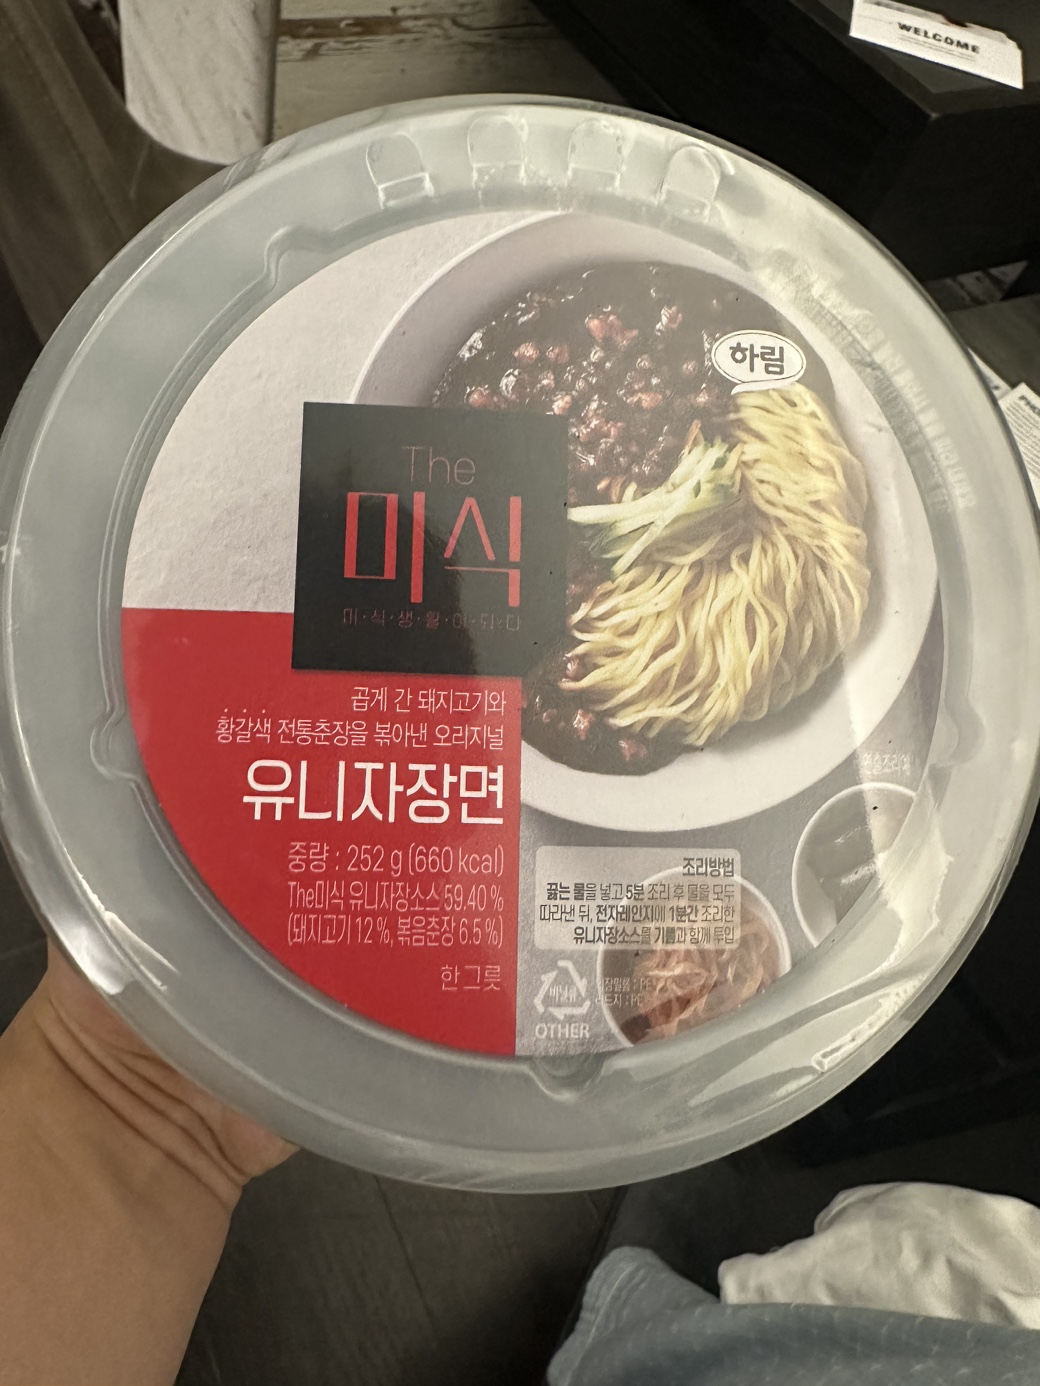 WELCOME
하림
The
미식
미·식·생·활·이·되·다
곱게 간 돼지고기와
황갈색 전통춘장을 볶아낸 오리지널
유니자장면
중량 : 252 g (660 kcal)
The미식 유니자장소스 59.40 %
(돼지고기 12 %, 볶음춘장 6.5 %)
한그릇
조리방법
끓는 물을 넣고 5분 조리 후 물을 모두
따라낸 뒤, 전자레인지에 1분간 조리한
유니자장소스를 기름과 함께 투입
비닐류
OTHER